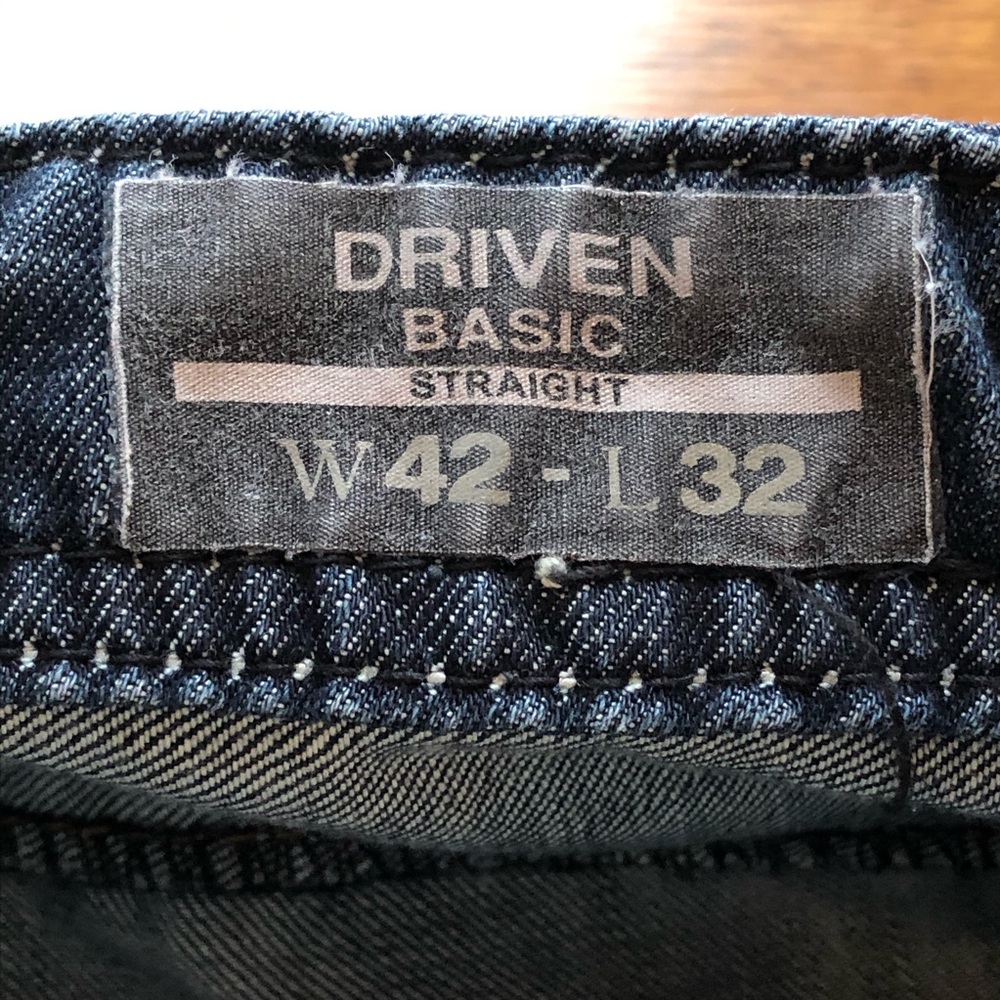 DRIVEN
BASIC
STRAIGHT
W42 - L32